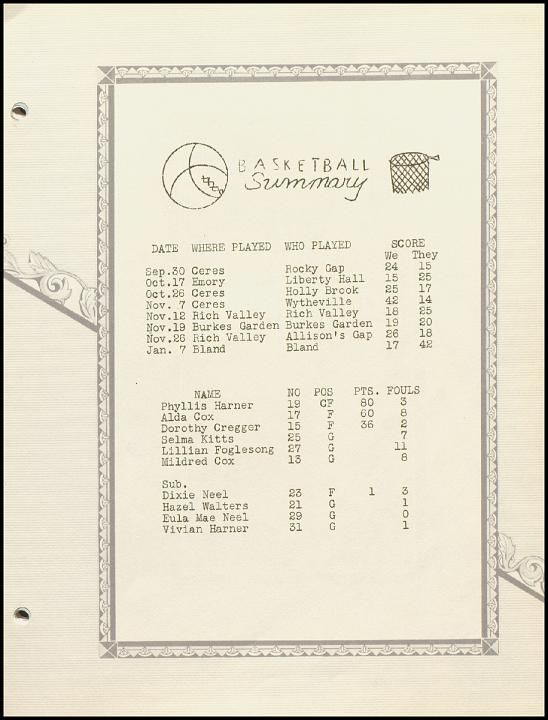 BASKETBALL
Summary
DATE WHERE PLAYED WHO PLAYED SCORE
We They
Sep.30 Ceres Rocky Gap 24 15
Oct.17 Emory Liberty Hall 15 25
Oct.26 Ceres Holly Brook 25 17
Nov. 7 Ceres Wytheville 42 14
Nov.12 Rich Valley Rich Valley 18 25
Nov.19 Burkes Garden Burkes Garden 19 20
Nov.26 Rich Valley Allison's Gap 26 18
Jan. 7 Bland Bland 17 42
NAME NO POS PTS. FOULS
Phyllis Harner 19 CF 80 3
Alda Cox 17 F 60 8
Dorothy Cregger 15 F 36 2
Selma Kitts 25 G 7
Lillian Foglesong 27 G 11
Mildred Cox 13 G 8
Sub.
Dixie Neel 23 F 1 3
Hazel Walters 21 G 1
Eula Mae Neel 29 G 0
Vivian Harner 31 G 1